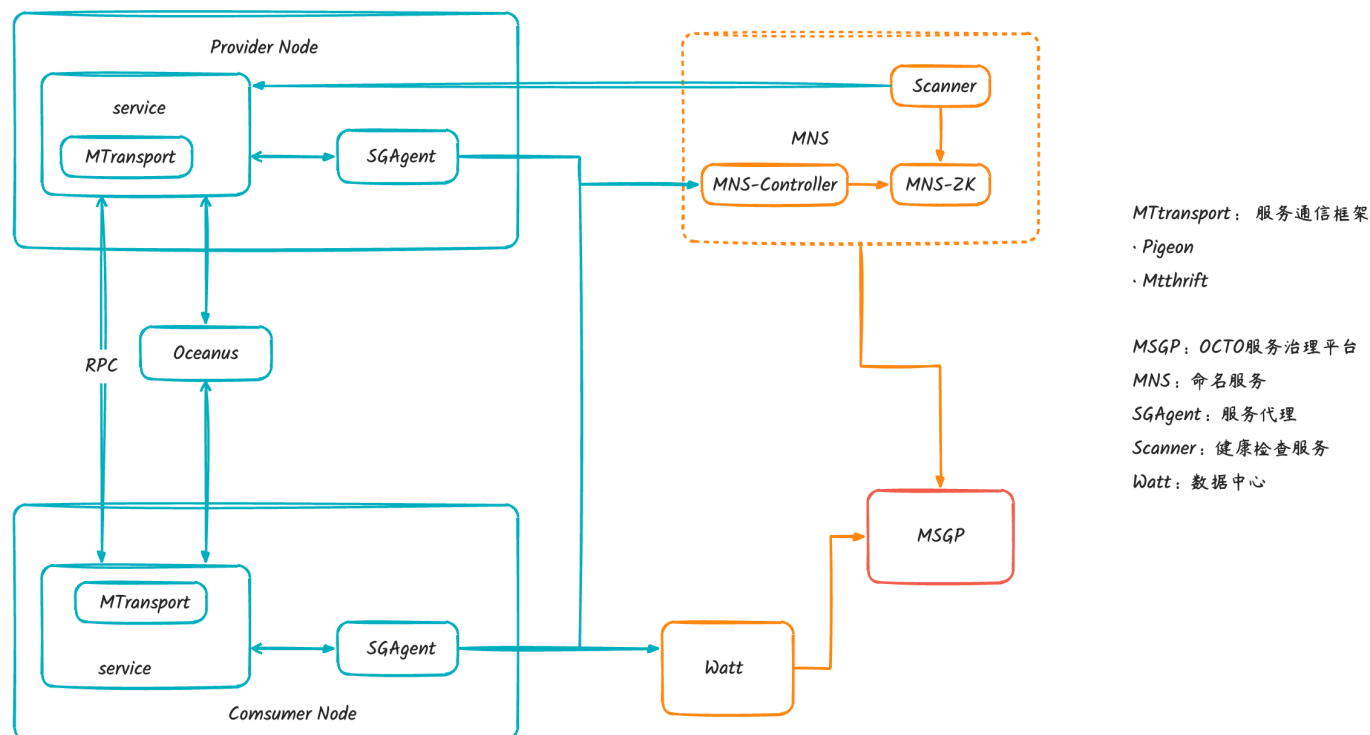 Provider Node
service
MTransport
SGAgent
Scanner
MNS
MNS-Controller
MNS-ZK
RPC
Oceanus
MTransport
service
SGAgent
Comsumer Node
Watt
MSGP
MTtransport：服务通信框架
· Pigeon
· Mtthrift
MSGP：OCTO服务治理平台
MNS：命名服务
SGAgent：服务代理
Scanner：健康检查服务
Watt：数据中心